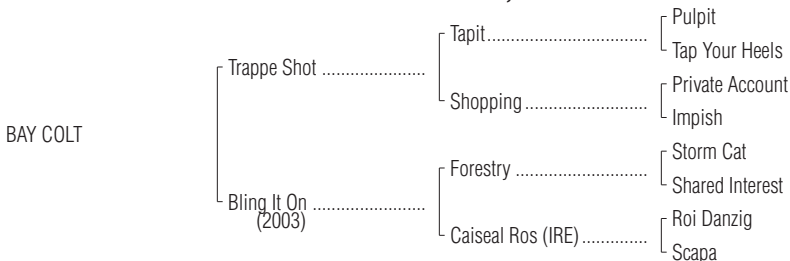 Pulpit
Tapit
Tap Your Heels
Trappe Shot
Private Account
Shopping
Impish
BAY COLT
Storm Cat
Forestry
Shared Interest
Bling It On
(2003)
Roi Danzig
Caiseal Ros (IRE)
Scapa